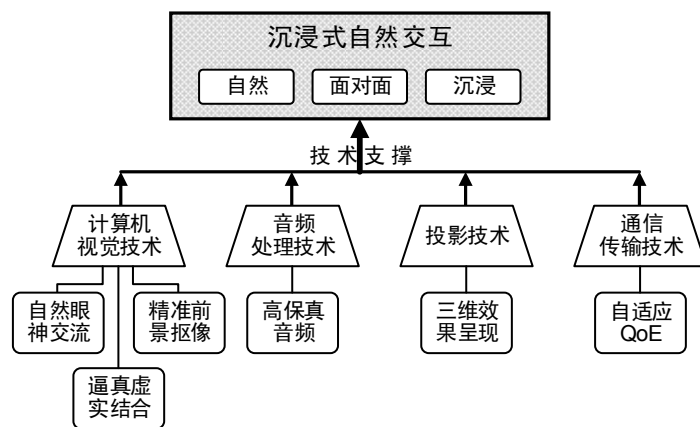 沉浸式自然交互
自然
面对面
沉浸
技术支撑
计算机
视觉技术
音频
处理技术
投影技术
通信
传输技术
自然眼
神交流
精准前
景抠像
高保真
音频
三维效
果呈现
自适应
QoE
逼真虚
实结合